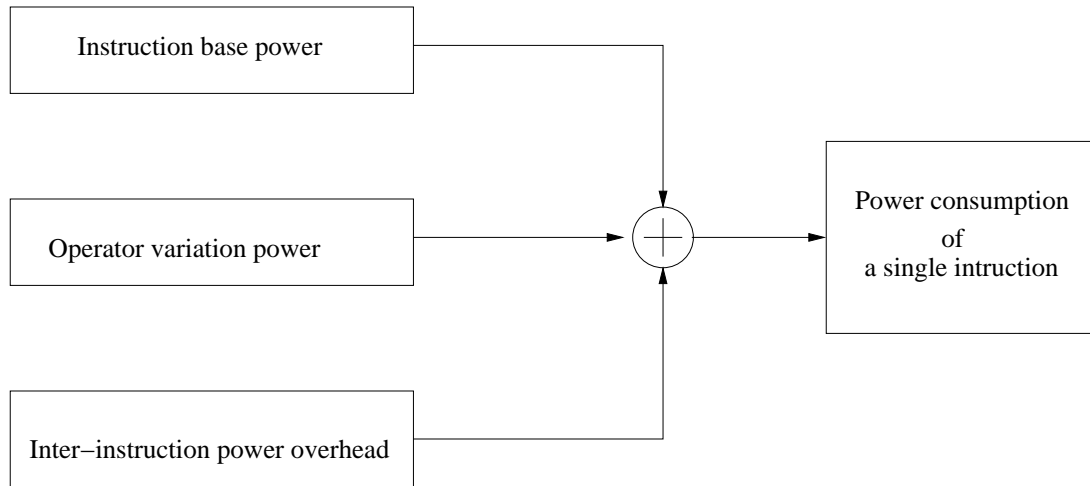 Instruction base power
Operator variation power
Inter−instruction power overhead
Power consumption
of
a single intruction